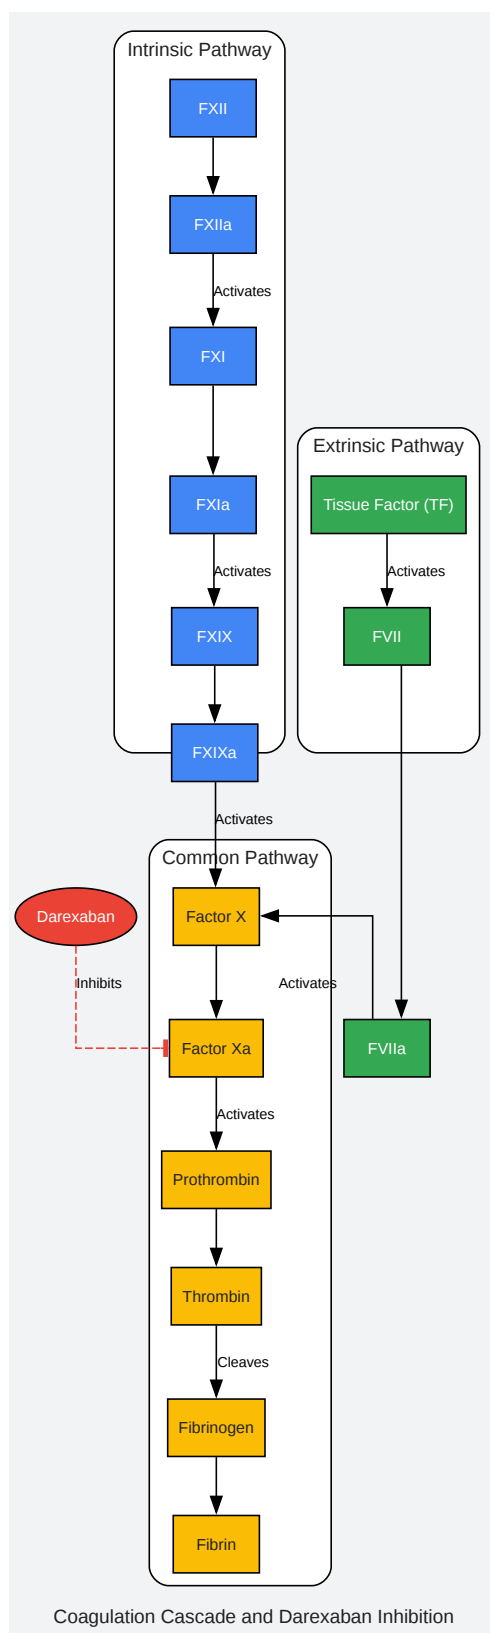 Intrinsic Pathway
FXII
FXIIa
Activates
FXI
Extrinsic Pathway
FXIa
Tissue Factor (TF)
Activates
Activates
FXIX
FVII
FXIXa
Activates
Common Pathway
Darexaban
Factor X
Inhibits
Activates
Factor Xa
FVIIa
Activates
Prothrombin
Thrombin
Cleaves
Fibrinogen
Fibrin
Coagulation Cascade and Darexaban Inhibition